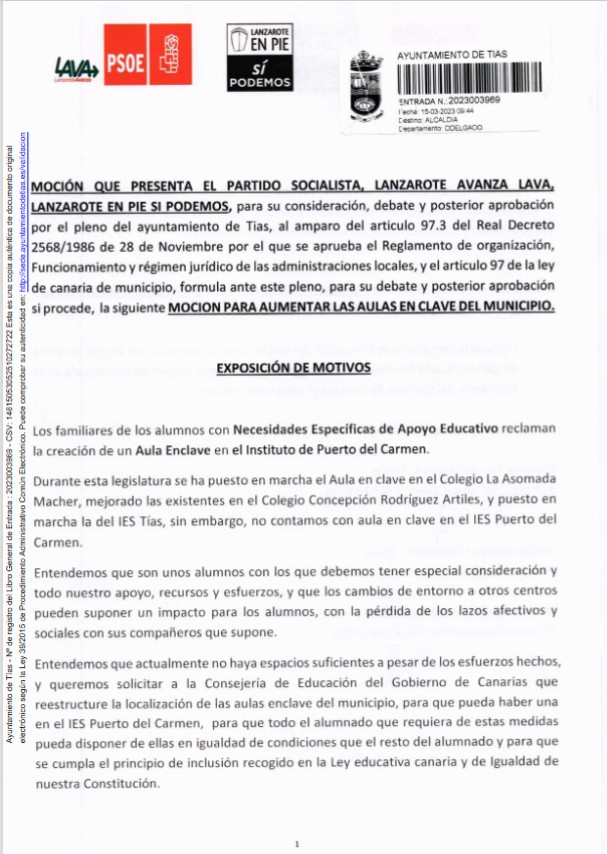 LAVA
Lanzarote Avanza
PSOE
LANZAROTE
EN PIE
SÍ
PODEMOS
AYUNTAMIENTO DE TIAS
ENTRADA N.: 2023003969
Fecha: 15-03-2023 09:44
Destino: ALCALDIA
Departamento: DDELGADO
MOCIÓN QUE PRESENTA EL PARTIDO SOCIALISTA, LANZAROTE AVANZA LAVA,
LANZAROTE EN PIE SI PODEMOS, para su consideración, debate y posterior aprobación
por el pleno del ayuntamiento de Tias, al amparo del articulo 97.3 del Real Decreto
2568/1986 de 28 de Noviembre por el que se aprueba el Reglamento de organización,
Funcionamiento y régimen jurídico de las administraciones locales, y el articulo 97 de la ley
de canaria de municipio, formula ante este pleno, para su debate y posterior aprobación
si procede, la siguiente MOCION PARA AUMENTAR LAS AULAS EN CLAVE DEL MUNICIPIO.
EXPOSICIÓN DE MOTIVOS
Los familiares de los alumnos con Necesidades Específicas de Apoyo Educativo reclaman
la creación de un Aula Enclave en el Instituto de Puerto del Carmen.
Durante esta legislatura se ha puesto en marcha el Aula en clave en el Colegio La Asomada
Macher, mejorado las existentes en el Colegio Concepción Rodríguez Artiles, y puesto en
marcha la del IES Tías, sin embargo, no contamos con aula en clave en el IES Puerto del
Carmen.
Entendemos que son unos alumnos con los que debemos tener especial consideración y
todo nuestro apoyo, recursos y esfuerzos, y que los cambios de entorno a otros centros
pueden suponer un impacto para los alumnos, con la pérdida de los lazos afectivos y
sociales con sus compañeros que supone.
Entendemos que actualmente no haya espacios suficientes a pesar de los esfuerzos hechos,
y queremos solicitar a la Consejería de Educación del Gobierno de Canarias que
reestructure la localización de las aulas enclave del municipio, para que pueda haber una
en el IES Puerto del Carmen, para que todo el alumnado que requiera de estas medidas
pueda disponer de ellas en igualdad de condiciones que el resto del alumnado y para que
se cumpla el principio de inclusión recogido en la Ley educativa canaria y de Igualdad de
nuestra Constitución.
1
Ayuntamiento de Tías - Nº de registro del Libro General de Entrada : 2023003969 - CSV: 14615053052510272722 Esta es una copia auténtica de documento original
electrónico según la Ley 39/2015 de Procedimiento Administrativo Común Electrónico. Puede comprobar su autenticidad en: http://sede.ayuntamientodetias.es/validacion